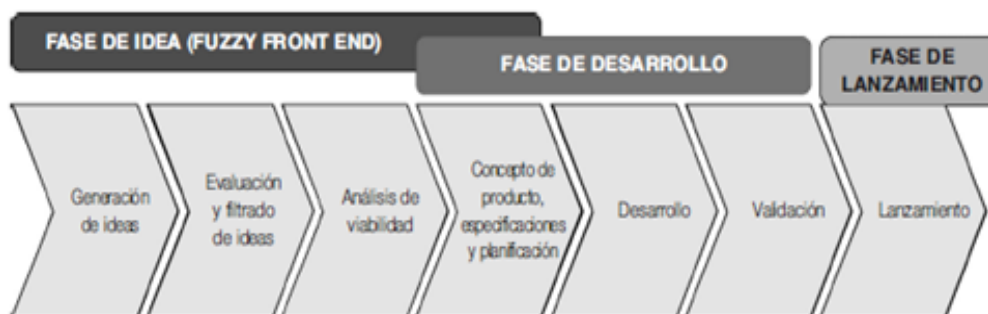 FASE DE IDEA (FUZZY FRONT END)
FASE DE DESARROLLO
FASE DE
LANZAMIENTO
Generación
de ideas
Evaluación
y filtrado
de ideas
Análisis de
viabilidad
Concepto de
producto,
especificaciones
y planificación
Desarrollo
Validación
Lanzamiento